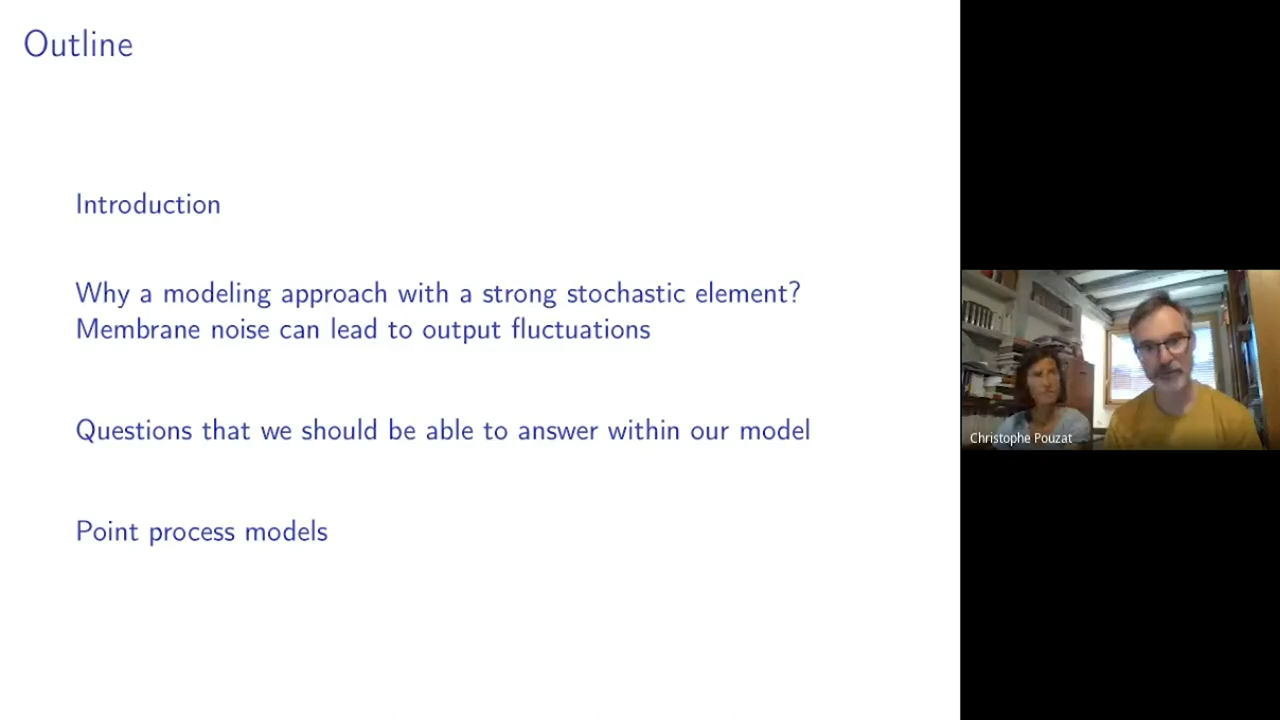 Outline
Introduction
Why a modeling approach with a strong stochastic element?
Membrane noise can lead to output fluctuations
Questions that we should be able to answer within our model
Point process models
Christophe Pouzat